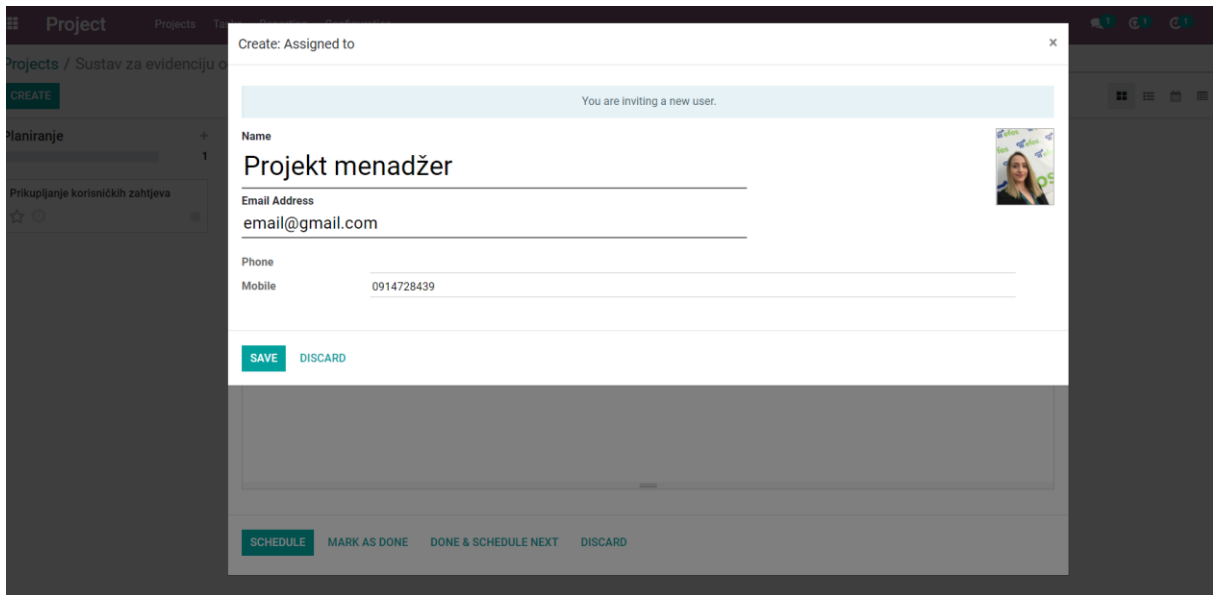 Project
Projects Ta
Create: Assigned to ×
Projects / Sustav za evidenciju o
CREATE
You are inviting a new user.
Planiranje +
1
Name
Projekt menadžer
Prikupljanje korisničkih zahtjeva
Email Address
email@gmail.com
Phone
Mobile 0914728439
SAVE DISCARD
SCHEDULE MARK AS DONE DONE & SCHEDULE NEXT DISCARD